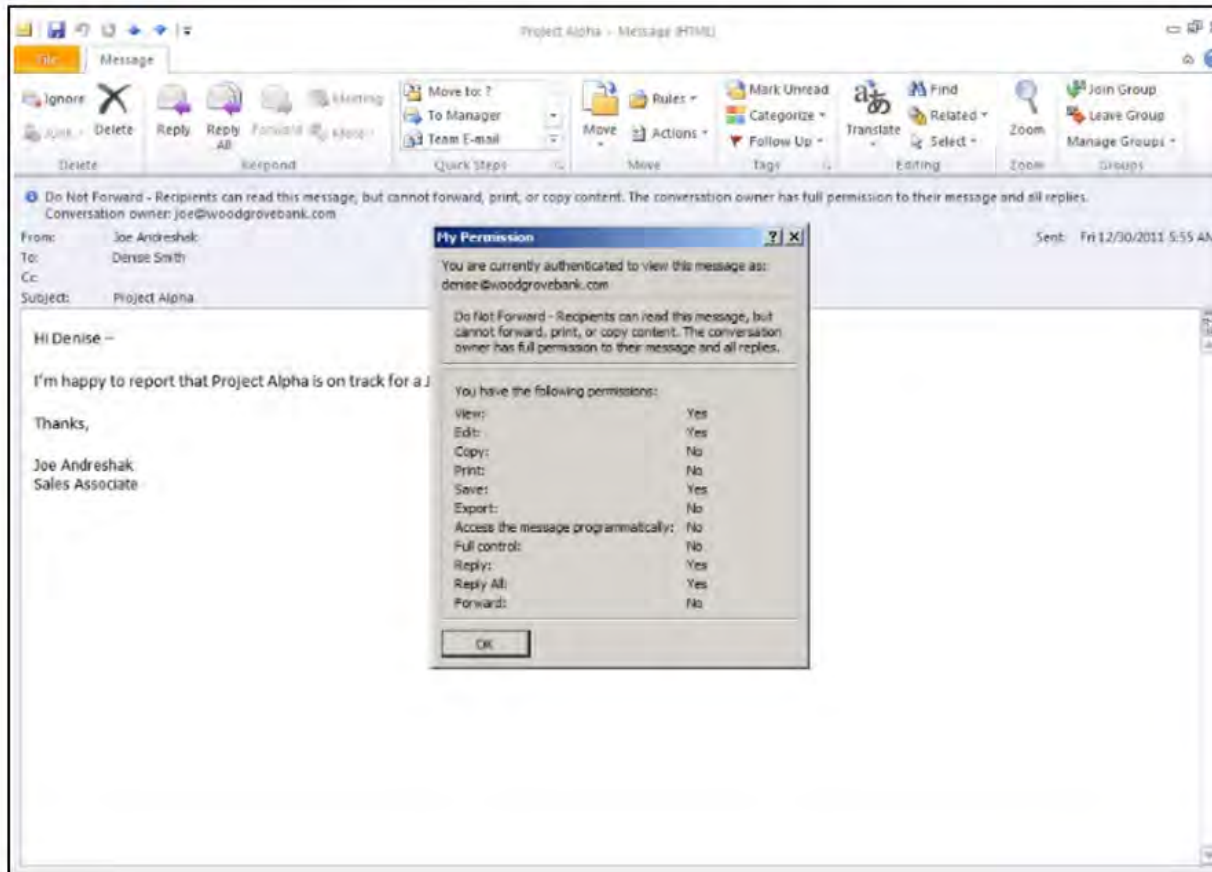 Project Alpha - Message (HTML)
File Message
Ignore
Junk
Delete
Reply
Reply All
Forward
Meeting
More
Move to: ?
To Manager
Team E-mail
Move
Rules
Actions
Mark Unread
Categorize
Follow Up
Translate
Find
Related
Select
Zoom
Join Group
Leave Group
Manage Groups
Delete Respond Quick Steps Move Tags Editing Zoom Groups
Do Not Forward - Recipients can read this message, but cannot forward, print, or copy content. The conversation owner has full permission to their message and all replies.
Conversation owner: joe@woodgrovebank.com
From: Joe Andreshak Sent: Fri 12/30/2011 5:55 AM
To: Denise Smith
Cc:
Subject: Project Alpha
Hi Denise –
I'm happy to report that Project Alpha is on track for a J
Thanks,
Joe Andreshak
Sales Associate
My Permission
You are currently authenticated to view this message as:
denise@woodgrovebank.com
Do Not Forward - Recipients can read this message, but
cannot forward, print, or copy content. The conversation
owner has full permission to their message and all replies.
You have the following permissions:
View: Yes
Edit: Yes
Copy: No
Print: No
Save: Yes
Export: No
Access the message programmatically: No
Full control: No
Reply: Yes
Reply All: Yes
Forward: No
OK